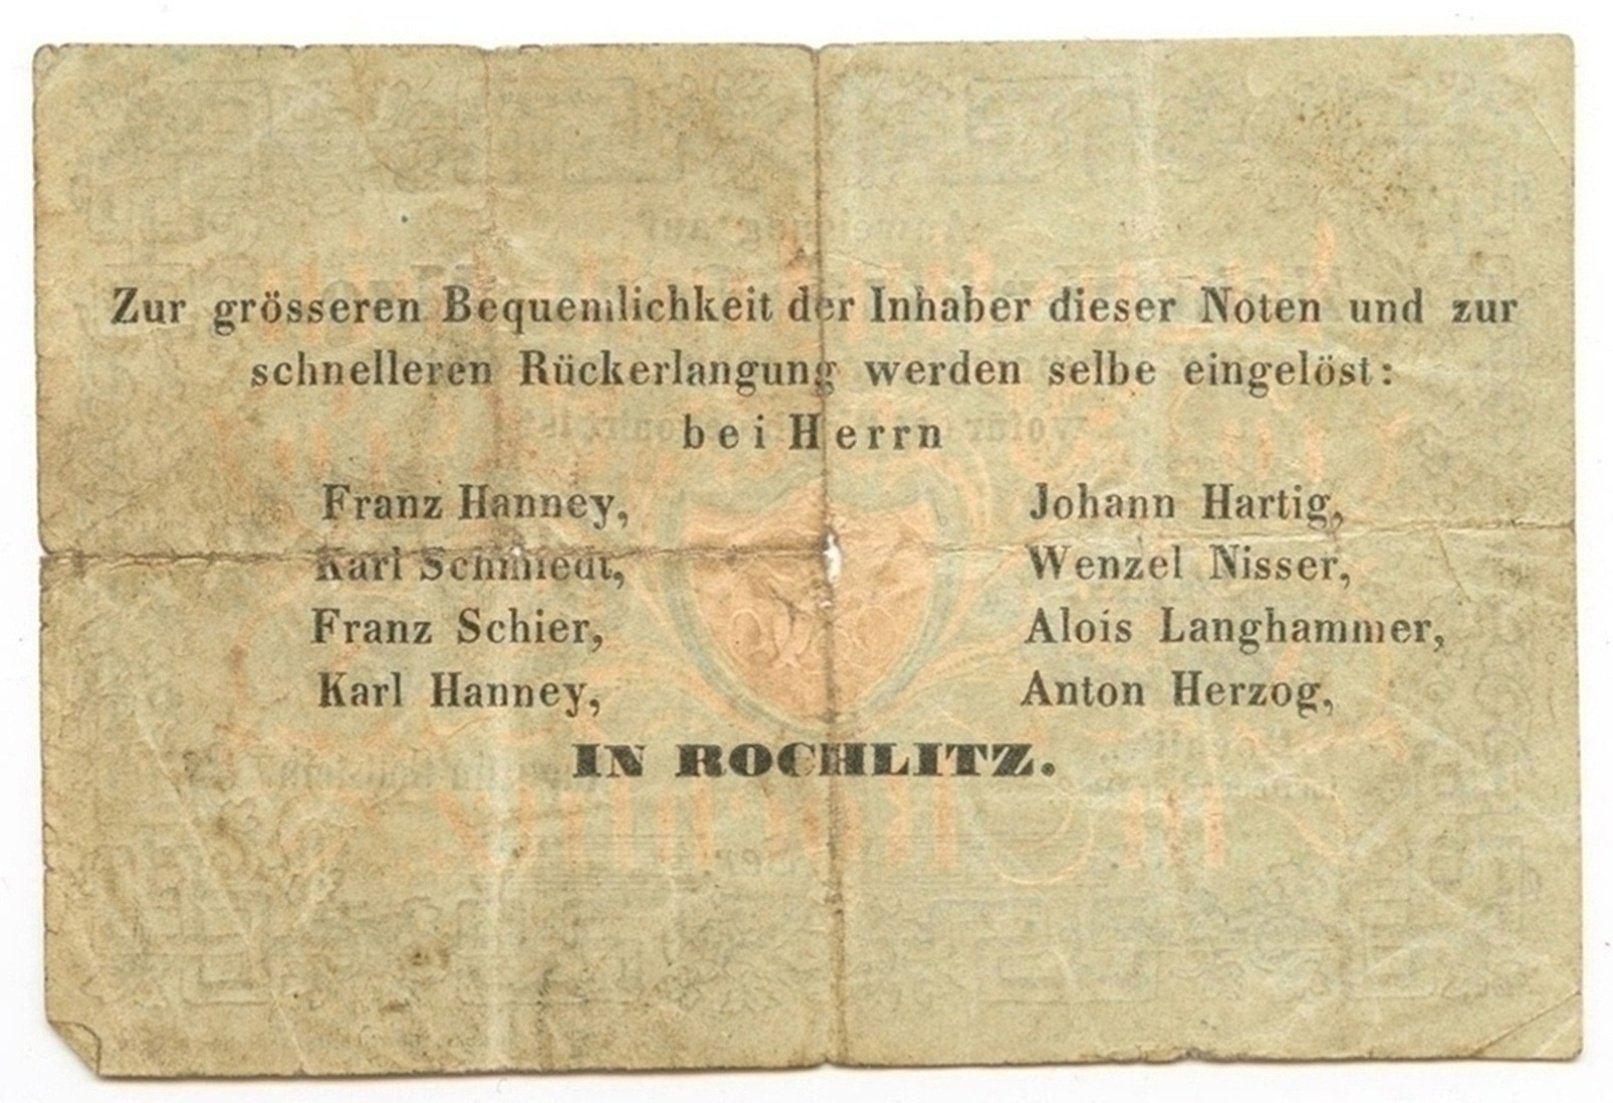 Zur grösseren Bequemlichkeit der Inhaber dieser Noten und zur
schnelleren Rückerlangung werden selbe eingelöst:
bei Herrn
Franz Hanney, Johann Hartig,
Karl Schmiedt, Wenzel Nisser,
Franz Schier, Alois Langhammer,
Karl Hanney, Anton Herzog,
IN ROCHLITZ.